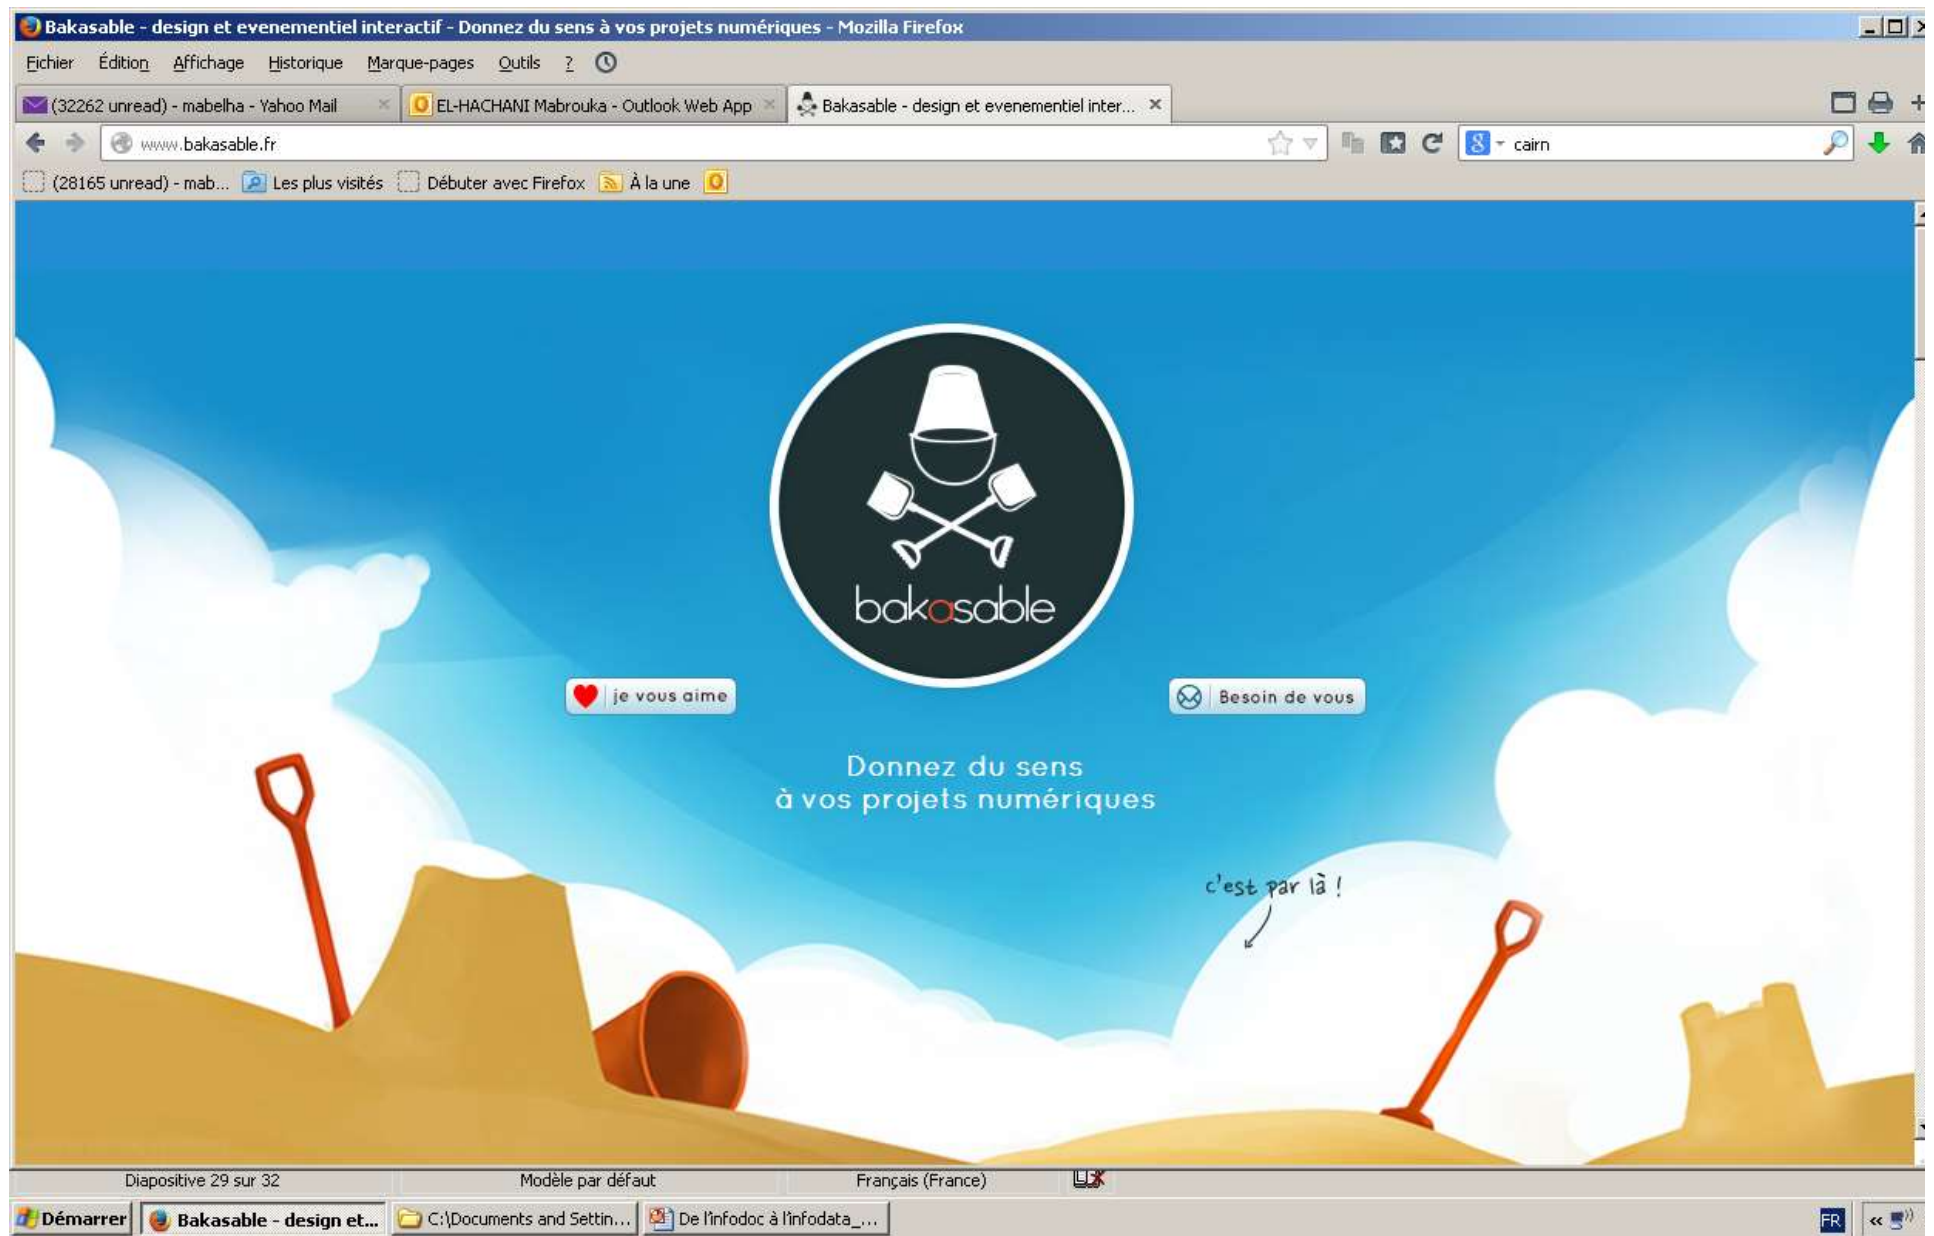 Bakasable - design et evenementiel interactif - Donnez du sens à vos projets numériques - Mozilla Firefox
Fichier Édition Affichage Historique Marque-pages Outils ?
(32262 unread) - mabelha - Yahoo Mail
EL-HACHANI Mabrouka - Outlook Web App
Bakasable - design et evenementiel inter...
www.bakasable.fr
cairn
(28165 unread) - mab... Les plus visités Débuter avec Firefox À la une
bakasable
je vous aime
Besoin de vous
Donnez du sens
à vos projets numériques
c'est par là !
Diapositive 29 sur 32 Modèle par défaut Français (France)
Démarrer Bakasable - design et... C:\Documents and Settin... De l'infodoc à l'infodata_... FR